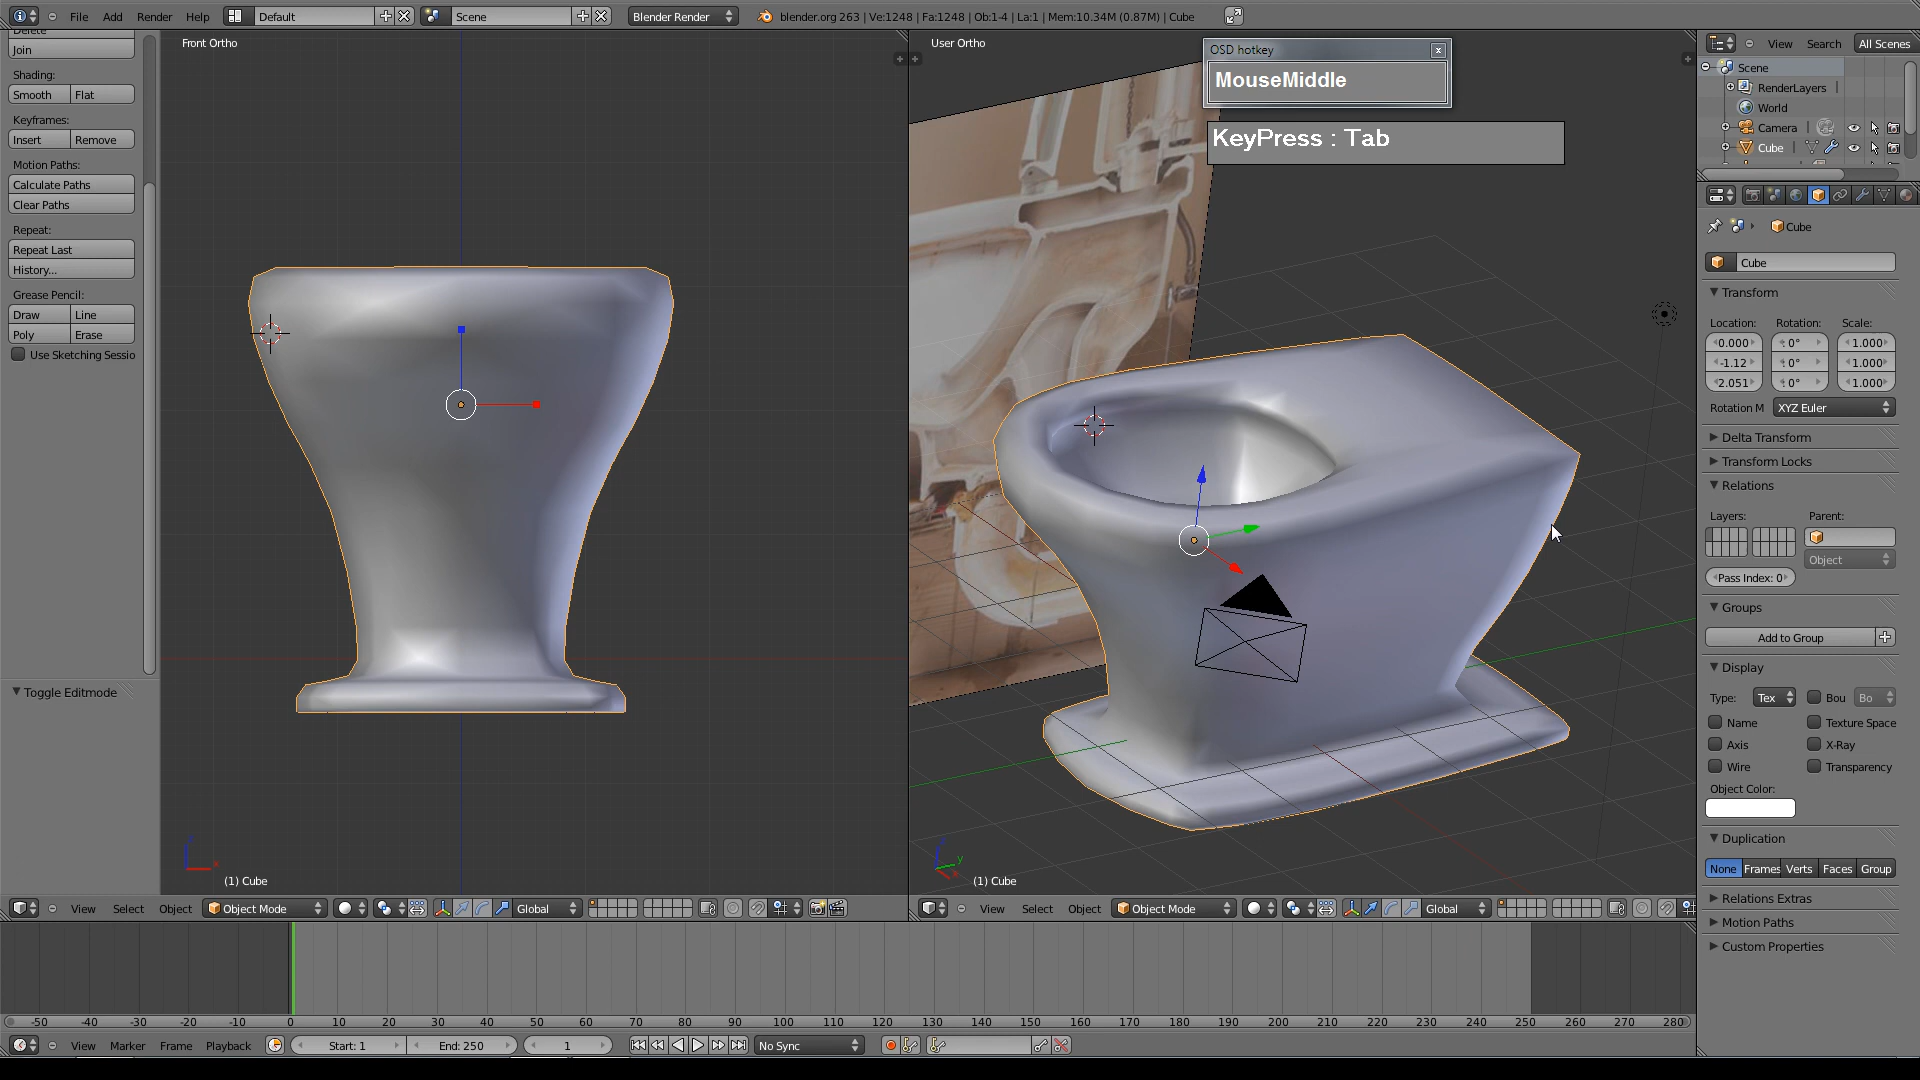 File Add Render Help Default Scene Blender Render blender.org 263 | Ve:1248 | Fa:1248 | Ob:1-4 | La:1 | Mem:10.34M (0.87M) | Cube
Delete
Join
Shading:
Smooth Flat
Keyframes:
Insert Remove
Motion Paths:
Calculate Paths
Clear Paths
Repeat:
Repeat Last
History...
Grease Pencil:
Draw Line
Poly Erase
Use Sketching Sessio
Toggle Editmode
Front Ortho
(1) Cube
User Ortho
OSD hotkey
MouseMiddle
KeyPress : Tab
(1) Cube
View Search All Scenes
Scene
RenderLayers
World
Camera
Cube
Cube
Cube
Transform
Location: Rotation: Scale:
0.000 0° 1.000
-1.12 0° 1.000
2.051 0° 1.000
Rotation M XYZ Euler
Delta Transform
Transform Locks
Relations
Layers: Parent:
Object
Pass Index: 0
Groups
Add to Group
Display
Type: Tex Bou Bo
Name Texture Space
Axis X-Ray
Wire Transparency
Object Color:
Duplication
None Frames Verts Faces Group
Relations Extras
Motion Paths
Custom Properties
View Select Object Object Mode Global
View Select Object Object Mode Global
-50 -40 -30 -20 -10 0 10 20 30 40 50 60 70 80 90 100 110 120 130 140 150 160 170 180 190 200 210 220 230 240 250 260 270 280
View Marker Frame Playback Start: 1 End: 250 1 No Sync